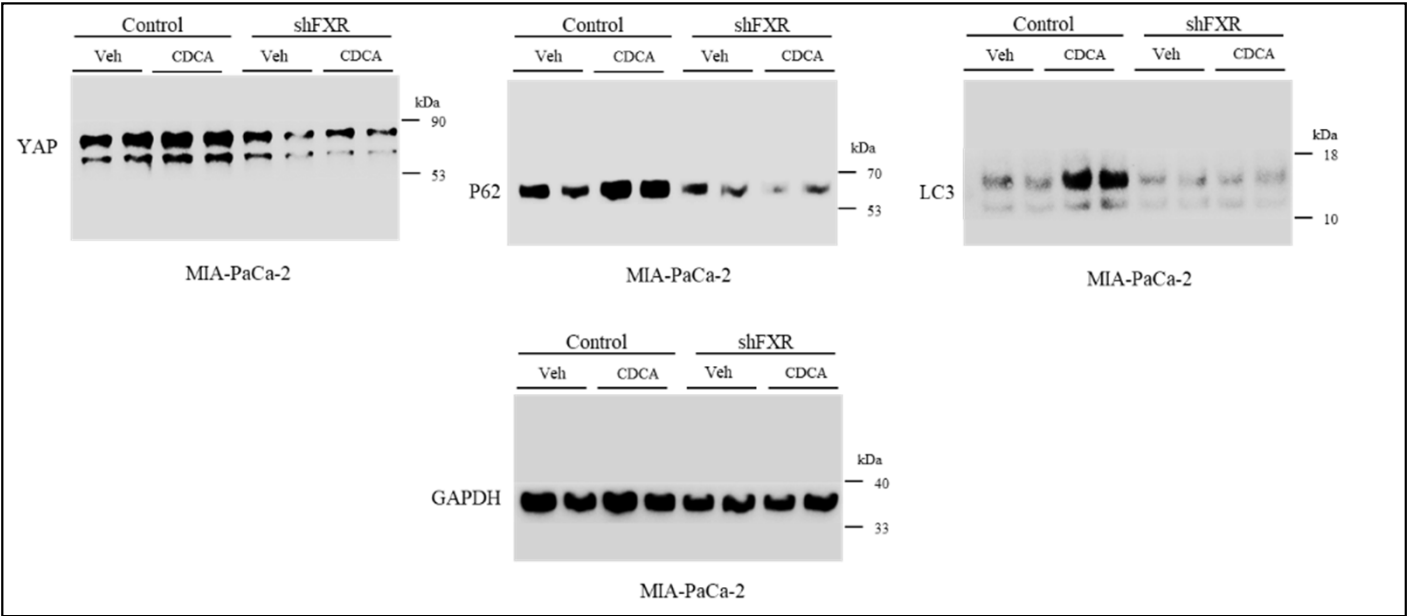 Control shFXR
Veh CDCA Veh CDCA
kDa
90
YAP
53
MIA-PaCa-2
Control shFXR
Veh CDCA Veh CDCA
kDa
70
P62
53
MIA-PaCa-2
Control shFXR
Veh CDCA Veh CDCA
kDa
18
LC3
10
MIA-PaCa-2
Control shFXR
Veh CDCA Veh CDCA
kDa
40
GAPDH
33
MIA-PaCa-2